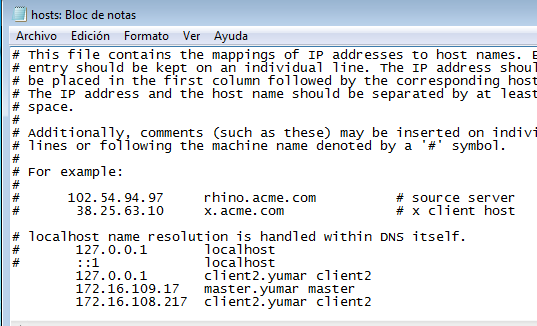 hosts: Bloc de notas
Archivo Edición Formato Ver Ayuda
# This file contains the mappings of IP addresses to host names. E
# entry should be kept on an individual line. The IP address shoul
# be placed in the first column followed by the corresponding host
# The IP address and the host name should be separated by at least
# space.
#
# Additionally, comments (such as these) may be inserted on indivi
# lines or following the machine name denoted by a '#' symbol.
#
# For example:
#
# 102.54.94.97 rhino.acme.com # source server
# 38.25.63.10 x.acme.com # x client host
# localhost name resolution is handled within DNS itself.
# 127.0.0.1 localhost
# ::1 localhost
127.0.0.1 client2.yumar client2
172.16.109.17 master.yumar master
172.16.108.217 client2.yumar client2